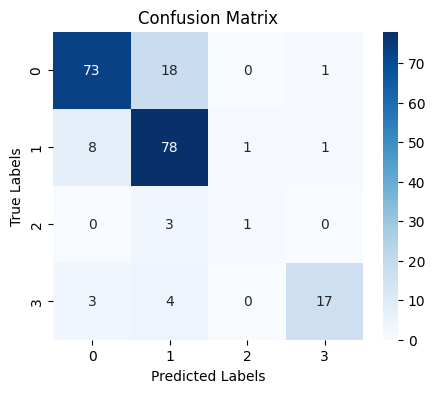 Confusion Matrix
True Labels
0 73 18 0 1
1 8 78 1 1
2 0 3 1 0
3 3 4 0 17
0 1 2 3
Predicted Labels
70
60
50
40
30
20
10
0